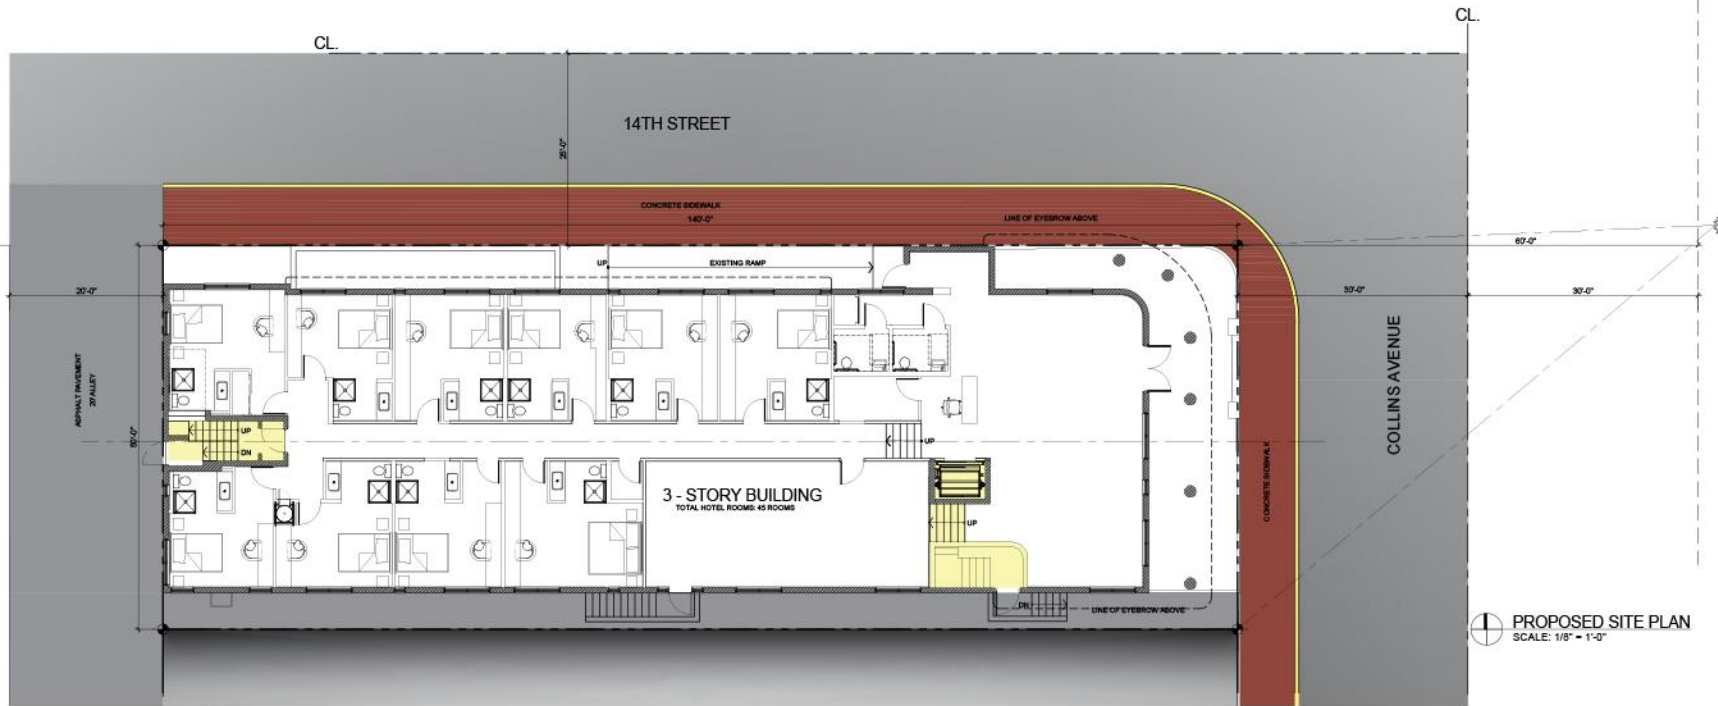 CL.
CL.
14TH STREET
25'-0"
CONCRETE SIDEWALK
140'-0"
LINE OF EYEBROW ABOVE
60'-0"
UP
EXISTING RAMP
20'-0"
30'-0"
30'-0"
ASPHALT PAVEMENT
20' ALLEY
COLLINS AVENUE
UP
DN
UP
CONCRETE SIDEWALK
3 - STORY BUILDING
TOTAL HOTEL ROOMS: 45 ROOMS
UP
DN
LINE OF EYEBROW ABOVE
PROPOSED SITE PLAN
SCALE: 1/8" = 1'-0"